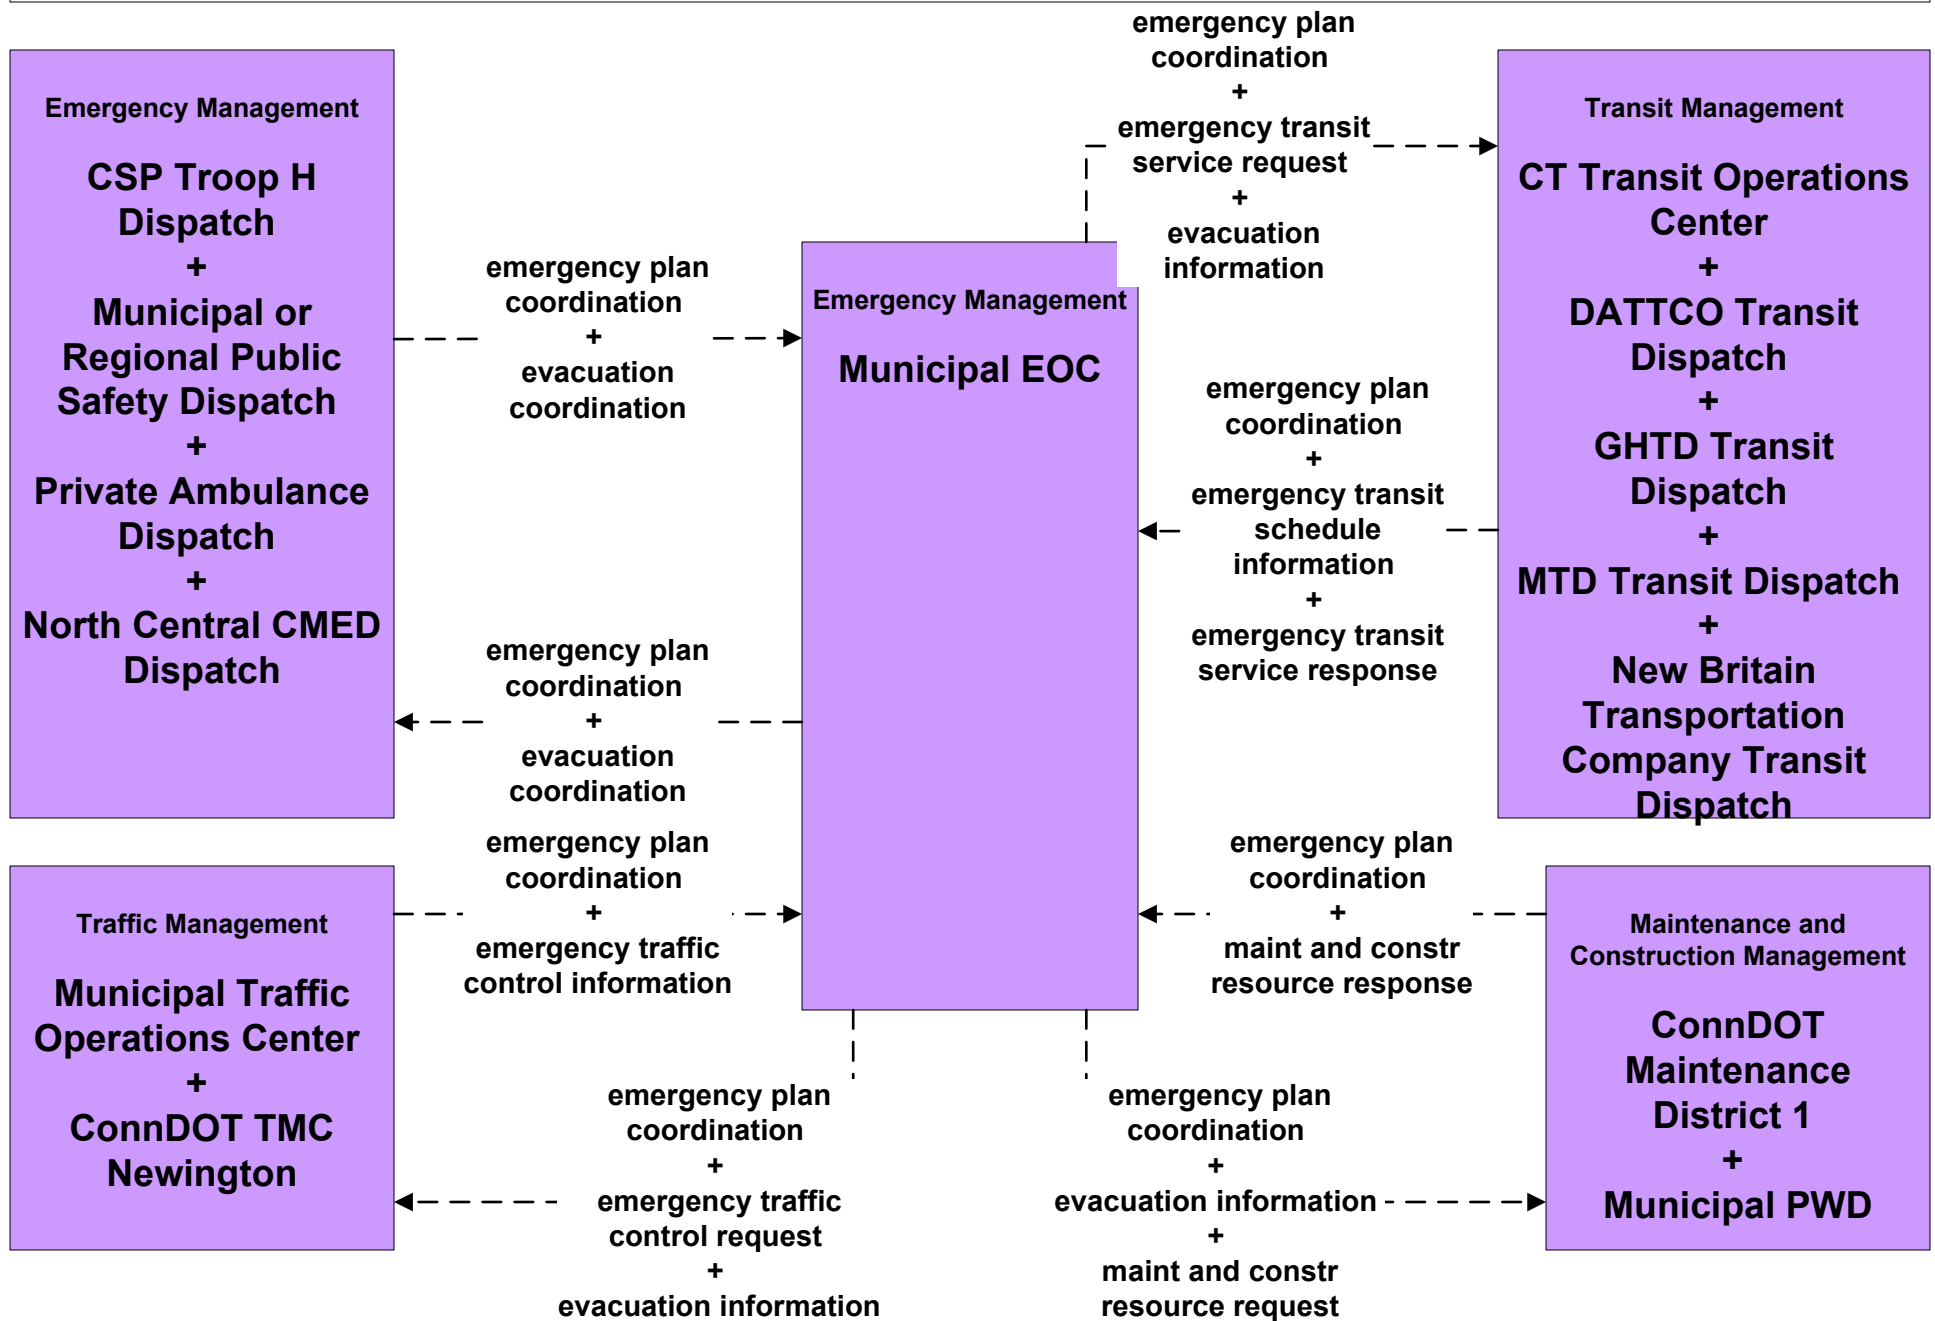 Emergency Management
CSP Troop H
Dispatch
+
Municipal or
Regional Public
Safety Dispatch
+
Private Ambulance
Dispatch
+
North Central CMED
Dispatch
emergency plan
coordination
+
evacuation
coordination
emergency plan
coordination
+
evacuation
coordination
Emergency Management
Municipal EOC
emergency plan
coordination
+
emergency transit
service request
+
evacuation
information
emergency plan
coordination
+
emergency transit
schedule
information
+
emergency transit
service response
Transit Management
CT Transit Operations
Center
+
DATTCO Transit
Dispatch
+
GHTD Transit
Dispatch
+
MTD Transit Dispatch
+
New Britain
Transportation
Company Transit
Dispatch
Traffic Management
Municipal Traffic
Operations Center
+
ConnDOT TMC
Newington
emergency plan
coordination
+
emergency traffic
control information
emergency plan
coordination
+
emergency traffic
control request
+
evacuation information
emergency plan
coordination
+
maint and constr
resource response
emergency plan
coordination
+
evacuation information
+
maint and constr
resource request
Maintenance and
Construction Management
ConnDOT
Maintenance
District 1
+
Municipal PWD